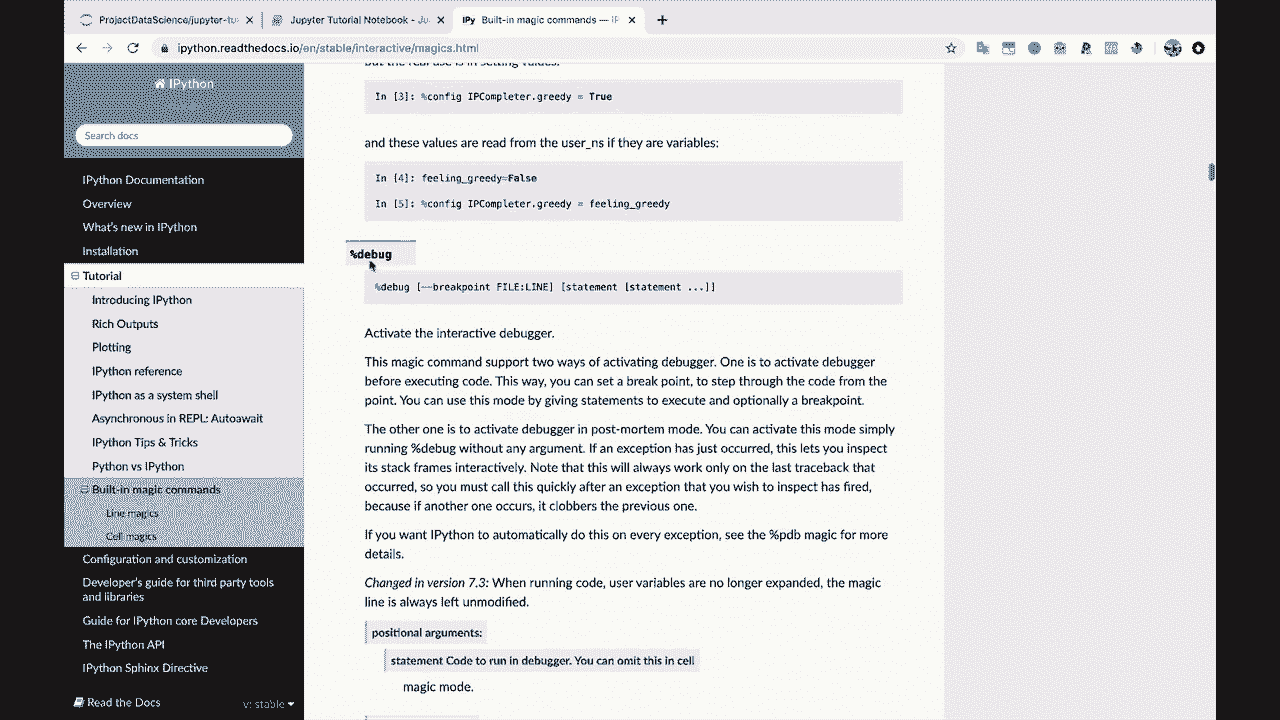 ProjectDataScience/jupyter-tu
Jupyter Tutorial Notebook - Ju
IPy Built-in magic commands — IP
ipython.readthedocs.io/en/stable/interactive/magics.html
IPython
Search docs
IPython Documentation
Overview
What's new in IPython
Installation
Tutorial
Introducing IPython
Rich Outputs
Plotting
IPython reference
IPython as a system shell
Asynchronous in REPL: Autoawait
IPython Tips & Tricks
Python vs IPython
Built-in magic commands
Line magics
Cell magics
Configuration and customization
Developer's guide for third party tools
and libraries
Guide for IPython core Developers
The IPython API
IPython Sphinx Directive
Read the Docs
v: stable
But the real use is in setting values:
In [3]: %config IPCompleter.greedy = True
and these values are read from the user_ns if they are variables:
In [4]: feeling_greedy=False
In [5]: %config IPCompleter.greedy = feeling_greedy
%debug
%debug [--breakpoint FILE:LINE] [statement [statement ...]]
Activate the interactive debugger.
This magic command support two ways of activating debugger. One is to activate debugger
before executing code. This way, you can set a break point, to step through the code from the
point. You can use this mode by giving statements to execute and optionally a breakpoint.
The other one is to activate debugger in post-mortem mode. You can activate this mode simply
running %debug without any argument. If an exception has just occurred, this lets you inspect
its stack frames interactively. Note that this will always work only on the last traceback that
occurred, so you must call this quickly after an exception that you wish to inspect has fired,
because if another one occurs, it clobbers the previous one.
If you want IPython to automatically do this on every exception, see the %pdb magic for more
details.
Changed in version 7.3: When running code, user variables are no longer expanded, the magic
line is always left unmodified.
positional arguments:
statement Code to run in debugger. You can omit this in cell
magic mode.